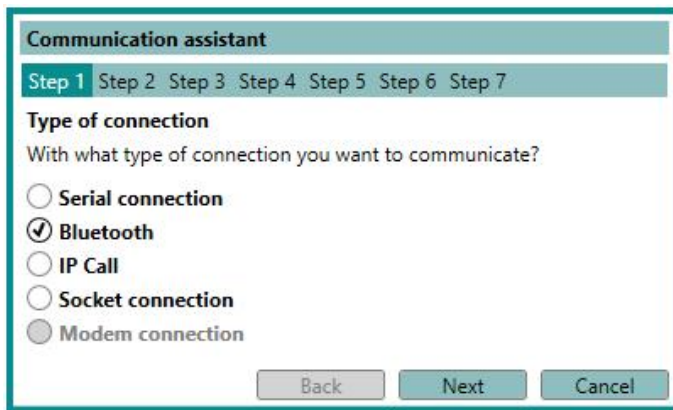 Communication assistant
Step 1 Step 2 Step 3 Step 4 Step 5 Step 6 Step 7
Type of connection
With what type of connection you want to communicate?
Serial connection
Bluetooth
IP Call
Socket connection
Modem connection
Back Next Cancel